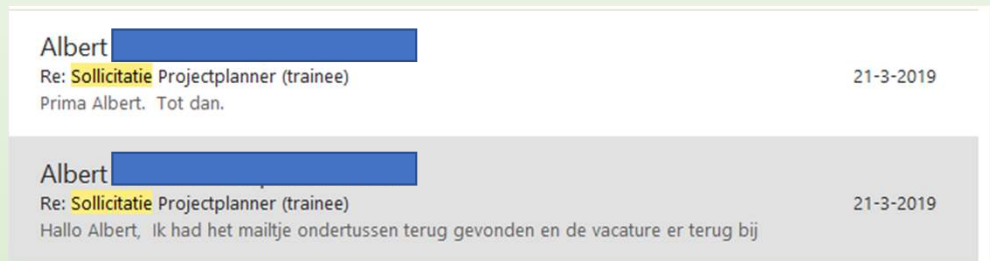 Albert
Re: Sollicitatie Projectplanner (trainee) 21-3-2019
Prima Albert. Tot dan.
Albert
Re: Sollicitatie Projectplanner (trainee) 21-3-2019
Hallo Albert, Ik had het mailtje ondertussen terug gevonden en de vacature er terug bij